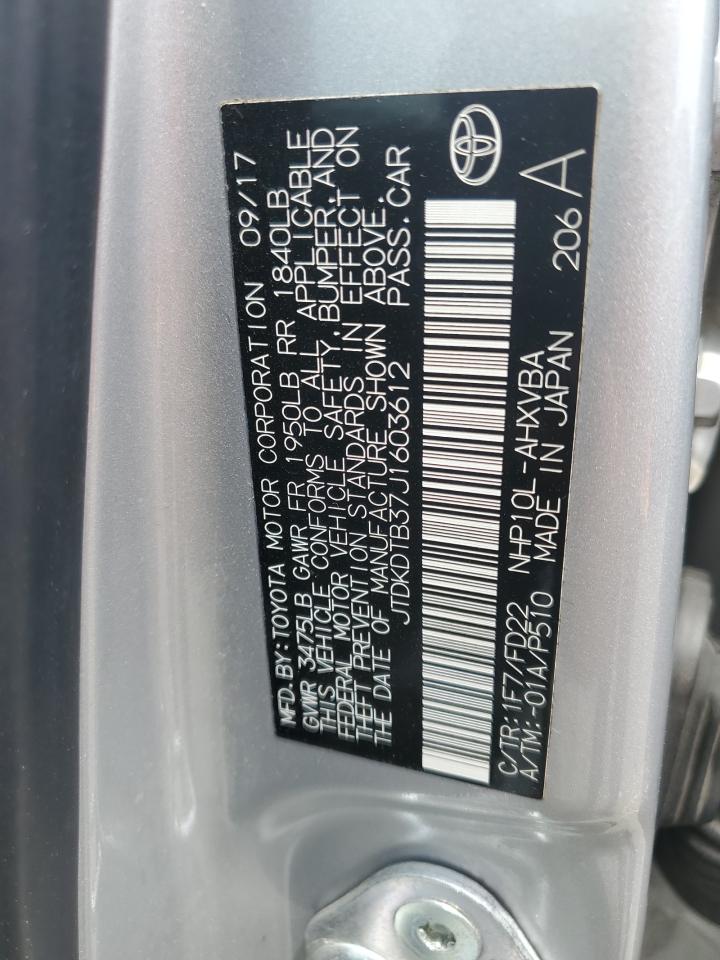 MFD. BY: TOYOTA MOTOR CORPORATION 09/17
GVWR 3475LB GAWR FR 1950LB RR 1840LB
THIS VEHICLE CONFORMS TO ALL APPLICABLE
FEDERAL MOTOR VEHICLE SAFETY, BUMPER, AND
THEFT PREVENTION STANDARDS IN EFFECT ON
THE DATE OF MANUFACTURE SHOWN ABOVE.
JTDKDTB37J1603612 PASS. CAR
C/TR: 1F7/FD22 NHP10L-AHXVBA
A/TM: -01A/P510 MADE IN JAPAN 206 A